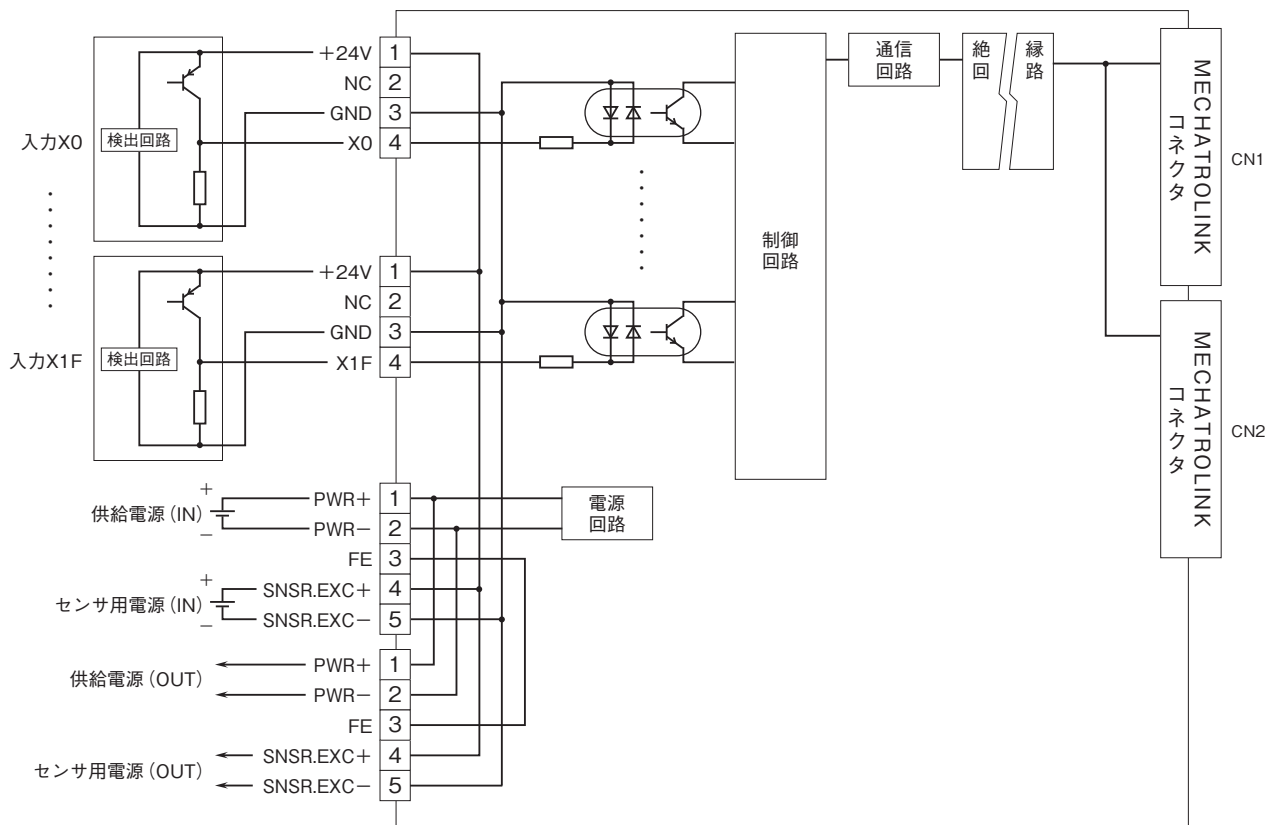 入力X0
検出回路
+24V 1
NC 2
GND 3
X0 4
入力X1F
検出回路
+24V 1
NC 2
GND 3
X1F 4
供給電源(IN)
+
−
PWR+ 1
PWR− 2
FE 3
センサ用電源(IN)
+
−
SNSR.EXC+ 4
SNSR.EXC− 5
供給電源(OUT)
PWR+ 1
PWR− 2
FE 3
センサ用電源(OUT)
SNSR.EXC+ 4
SNSR.EXC− 5
電源
回路
制御
回路
通信
回路
絶縁
回路
MECHATROLINK
コネクタ
CN1
MECHATROLINK
コネクタ
CN2